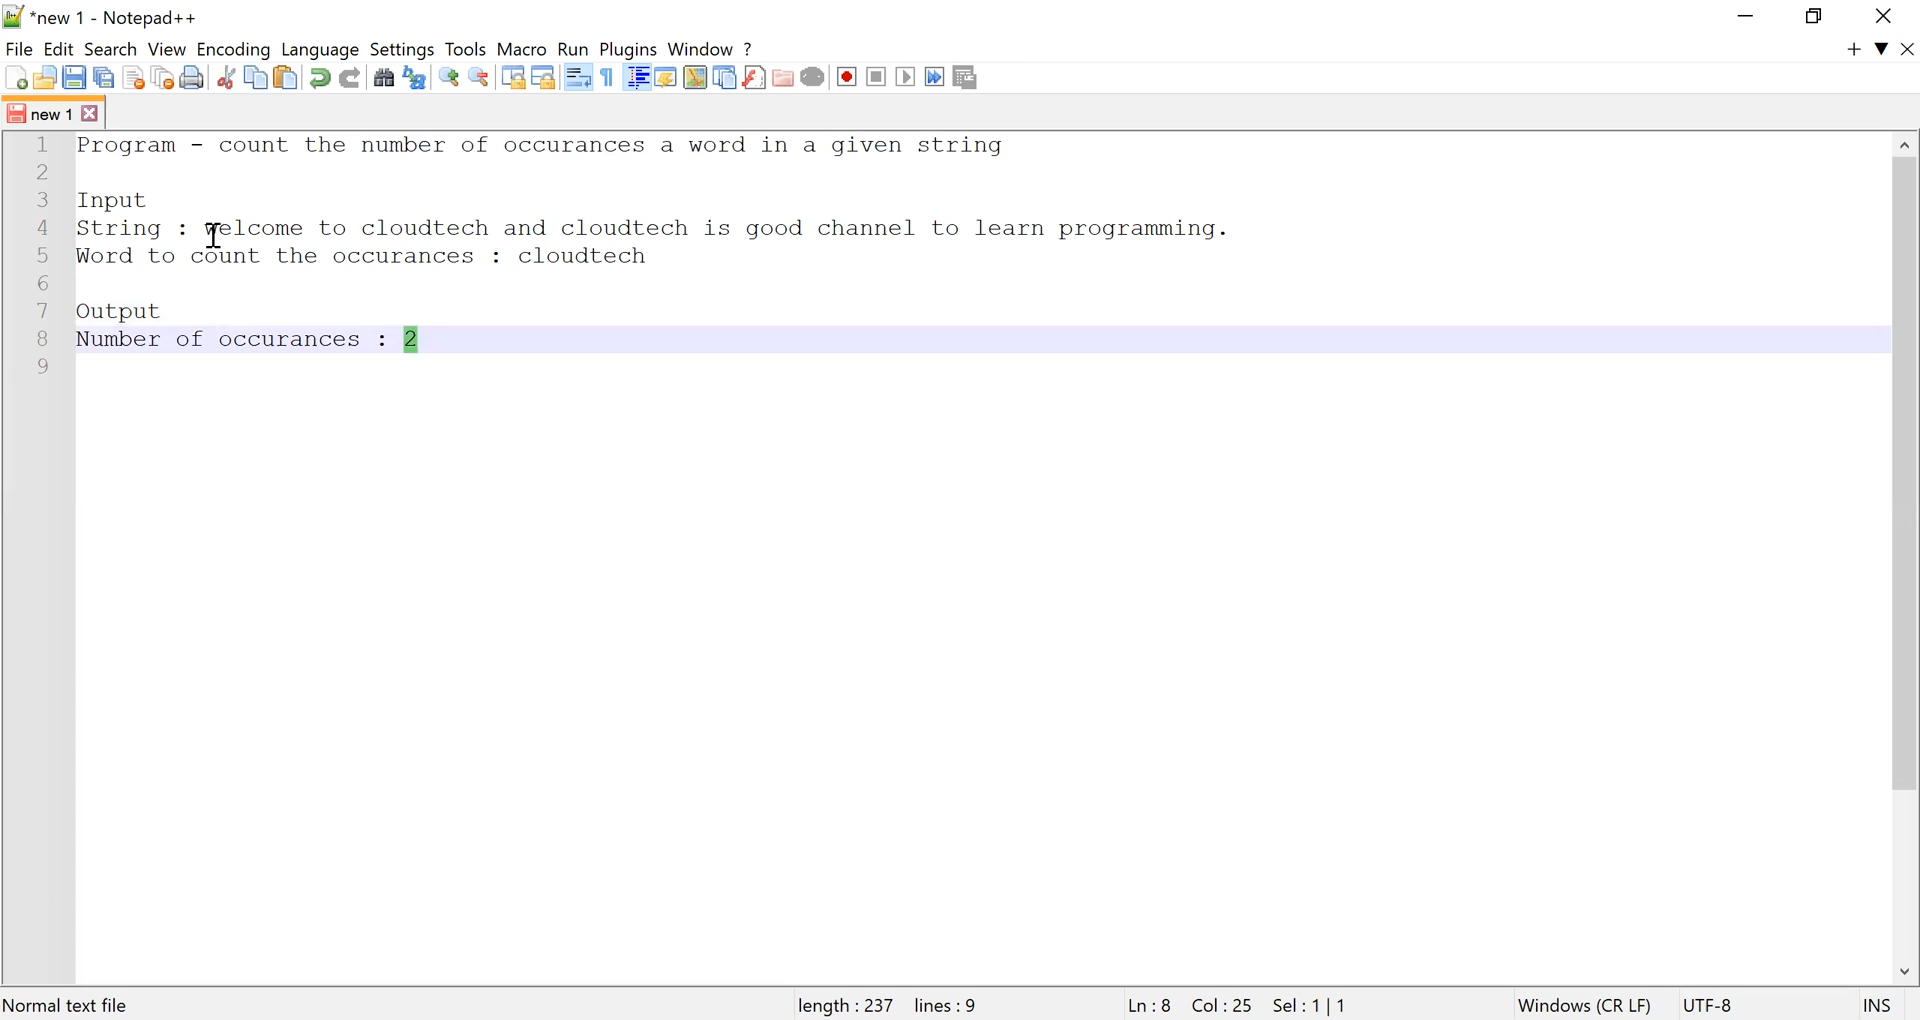 *new 1 - Notepad++
File Edit Search View Encoding Language Settings Tools Macro Run Plugins Window ?
new 1
1 Program - count the number of occurances a word in a given string
2
3 Input
4 String : welcome to cloudtech and cloudtech is good channel to learn programming.
5 Word to count the occurances : cloudtech
6
7 Output
8 Number of occurances : 2
9
Normal text file length : 237 lines : 9 Ln : 8 Col : 25 Sel : 1 | 1 Windows (CR LF) UTF-8 INS